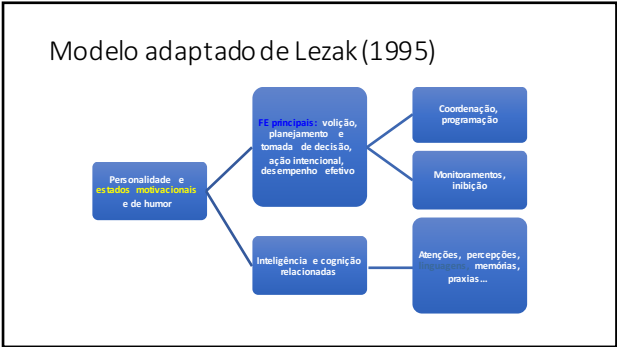 Modelo adaptado de Lezak (1995)
Personalidade e
estados motivacionais
e de humor
FE principais: volição,
planejamento e
tomada de decisão,
ação intencional,
desempenho efetivo
Coordenação,
programação
Monitoramentos,
inibição
Inteligência e cognição
relacionadas
Atenções, percepções,
linguagens, memórias,
praxias...